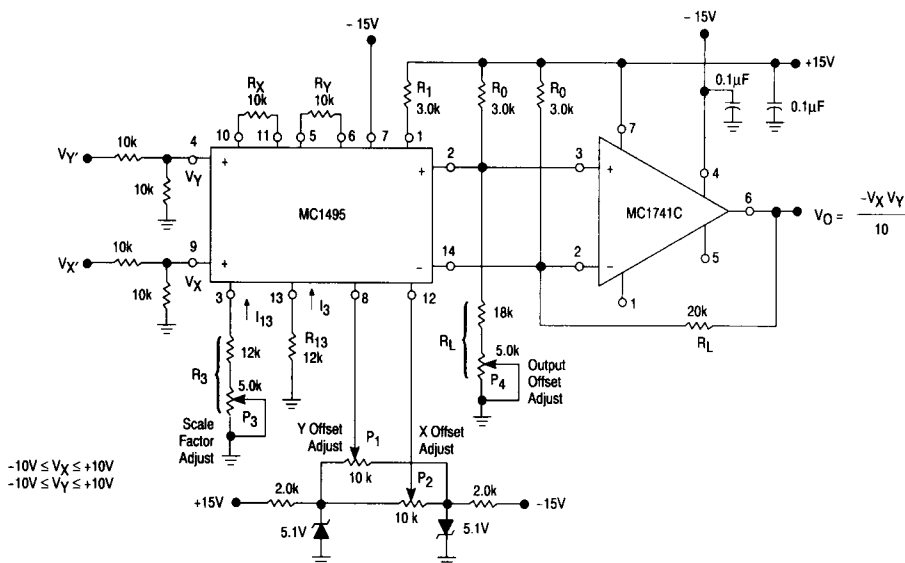 - 15V
+15V
R1
3.0k
R0
3.0k
R0
3.0k
0.1µF
0.1µF
RX
10k
RY
10k
10
11
5
6
7
1
VY'
10k
4
+
VY
10k
MC1495
2
+
14
-
VX'
10k
9
+
VX
10k
- 15V
7
3
+
2
-
MC1741C
4
6
5
1
VO = -VX VY
10
20k
RL
3
I13
13
I3
8
12
R3
12k
5.0k
P3
Scale
Factor
Adjust
R13
12k
RL
18k
5.0k
P4
Output
Offset
Adjust
Y Offset
Adjust
P1
X Offset
Adjust
P2
10 k
10 k
-10V ≤ VX ≤ +10V
-10V ≤ VY ≤ +10V
+15V
2.0k
2.0k
-15V
5.1V
5.1V